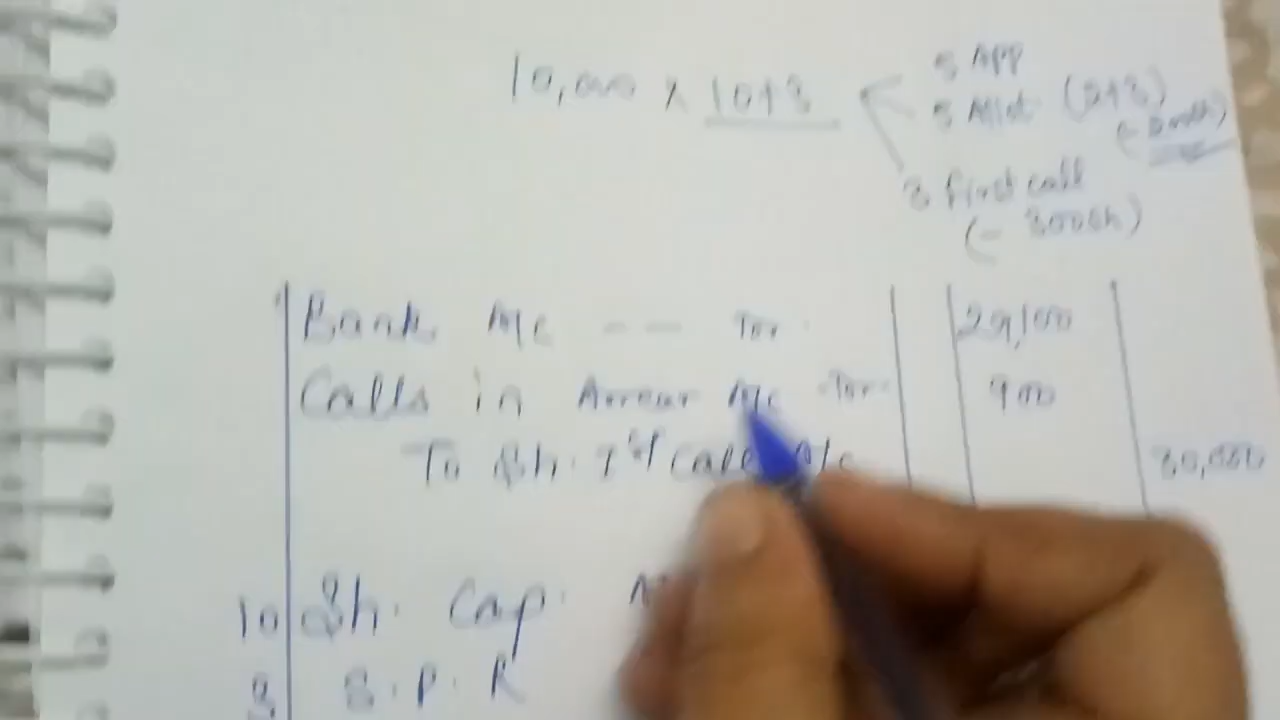 10,000 x 10+3
5 App
5 Allot (2+3)
3 First call
(- 300sh)
Bank A/c -- Dr 29,100
Calls in Arrear A/c Dr 900
To Sh. 1st Call A/c 30,000
10 Sh. Cap.
3 S.P.R